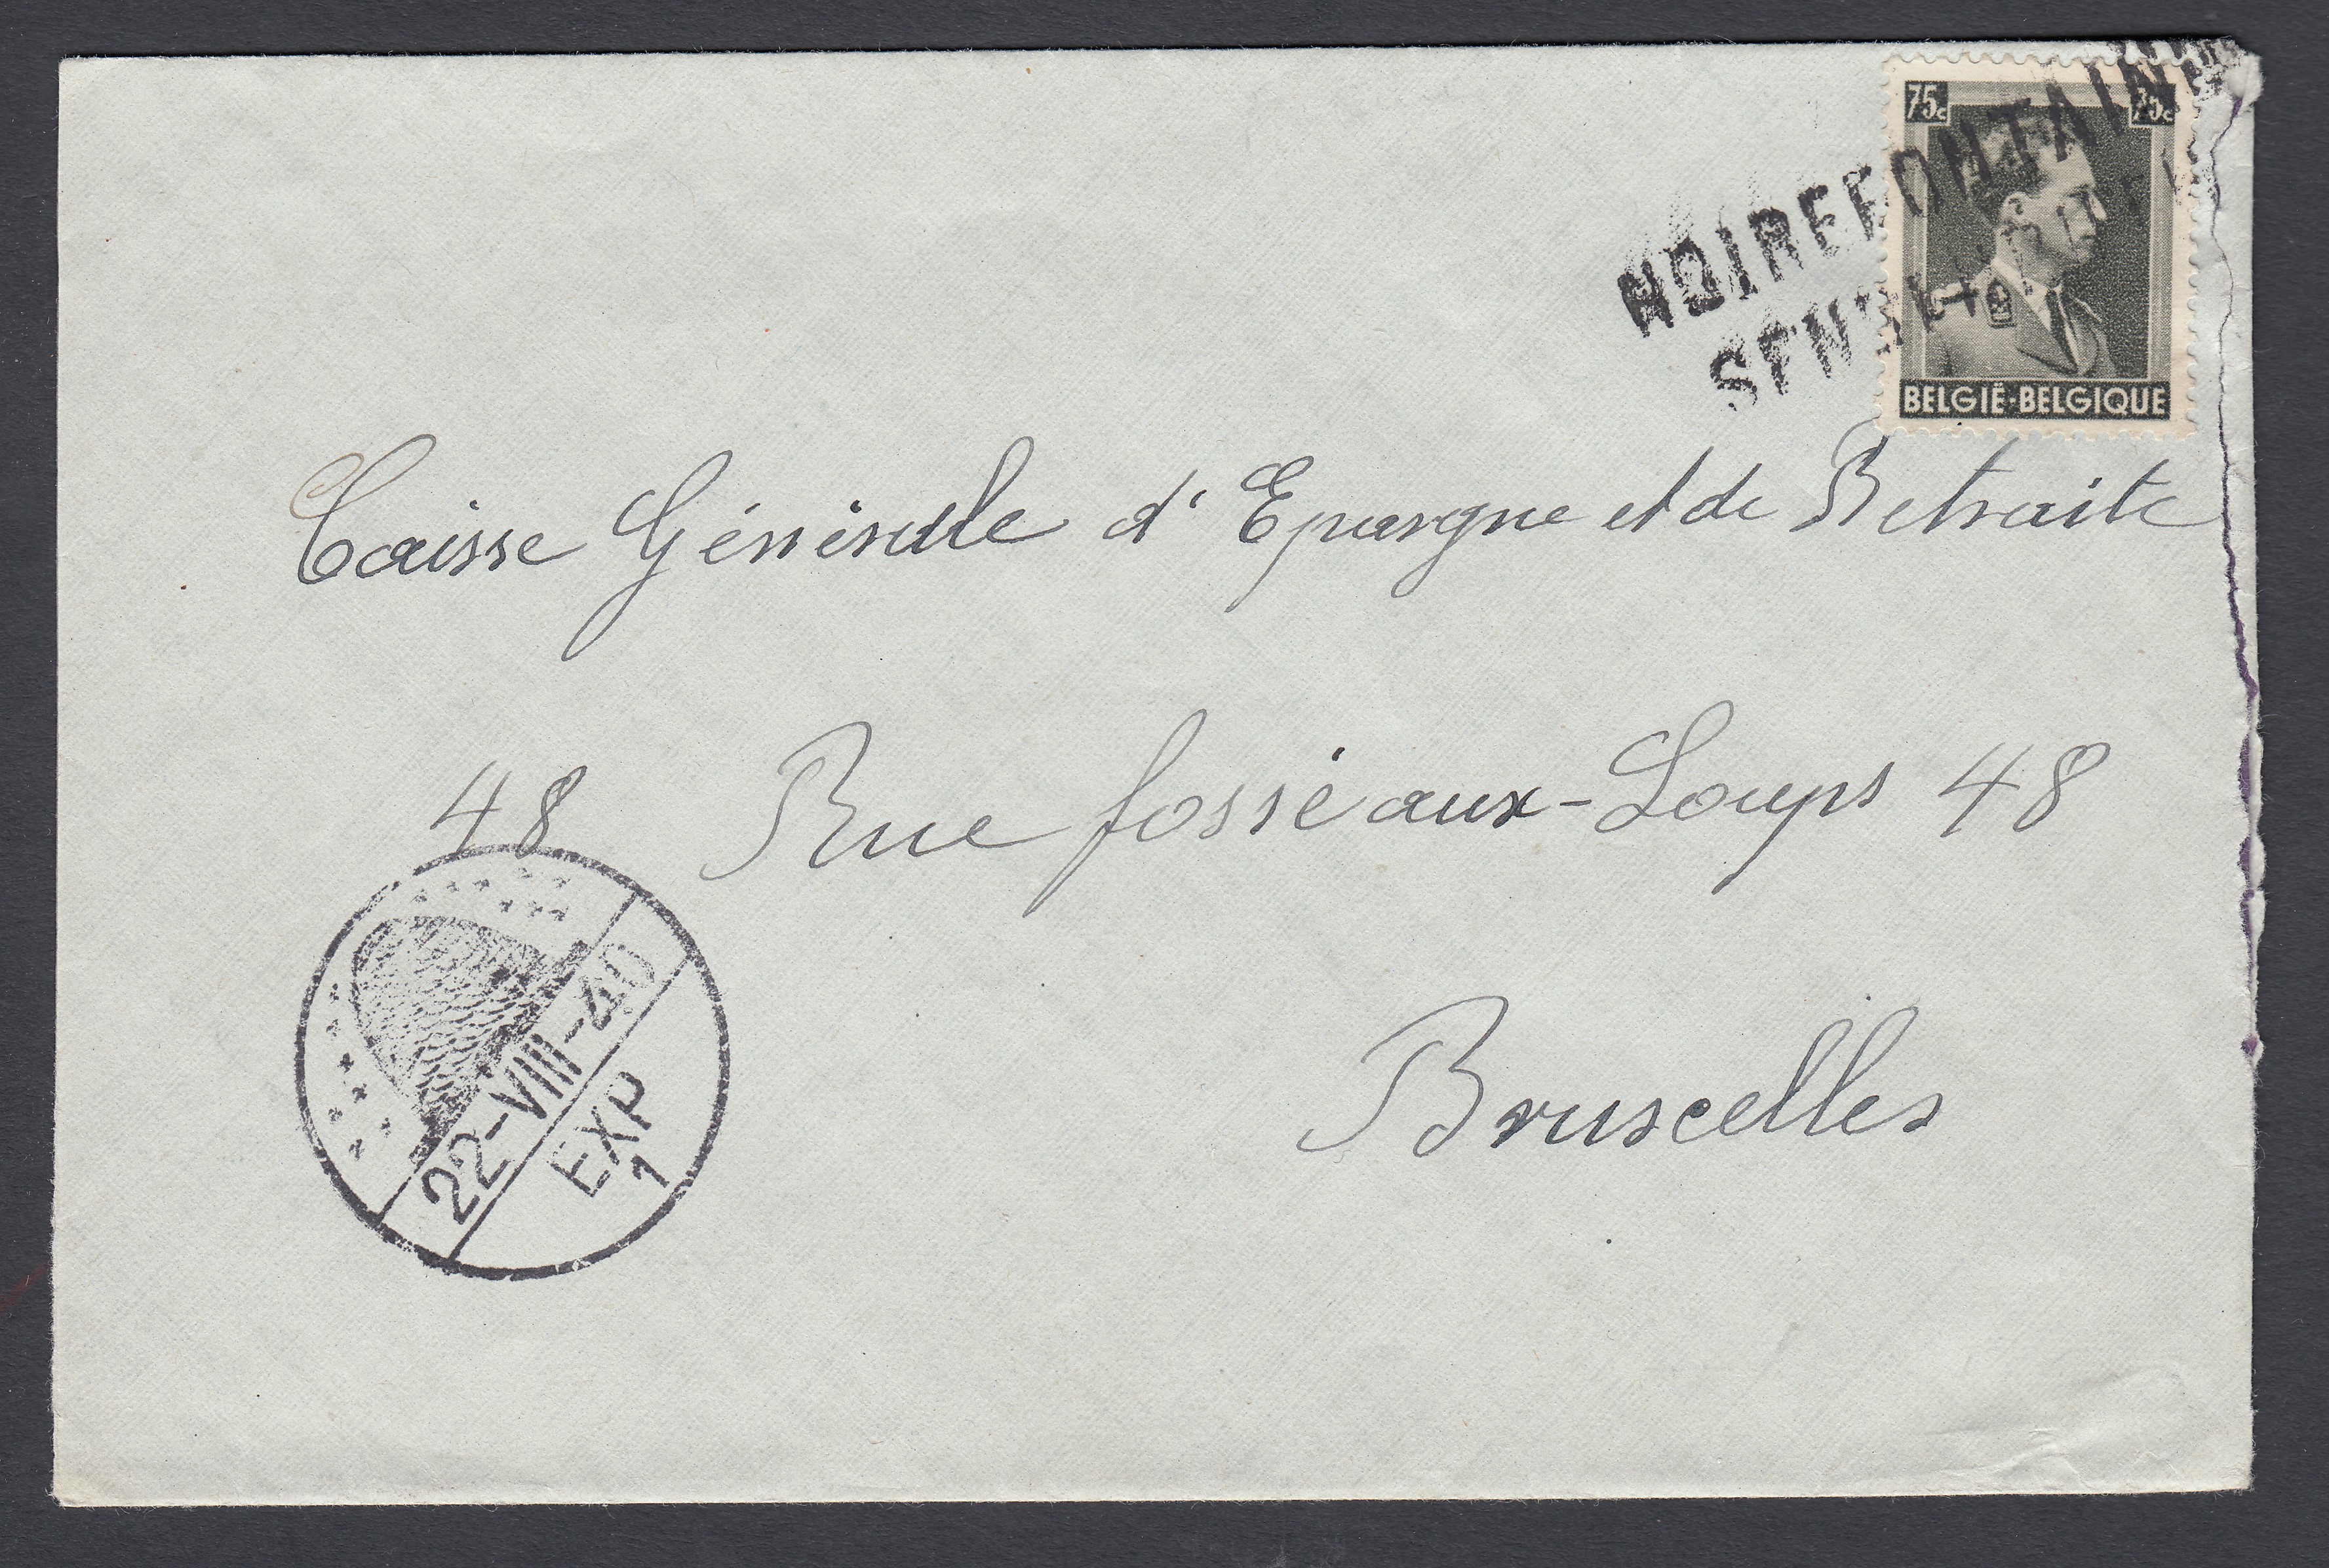 75c 75c
NOIREFONTAINE
BELGIË-BELGIQUE
Caisse Générale d'Epargne et de Retraite
48 Rue fossé aux-Loups 48
22-VIII-40
EXP
1
Bruxelles